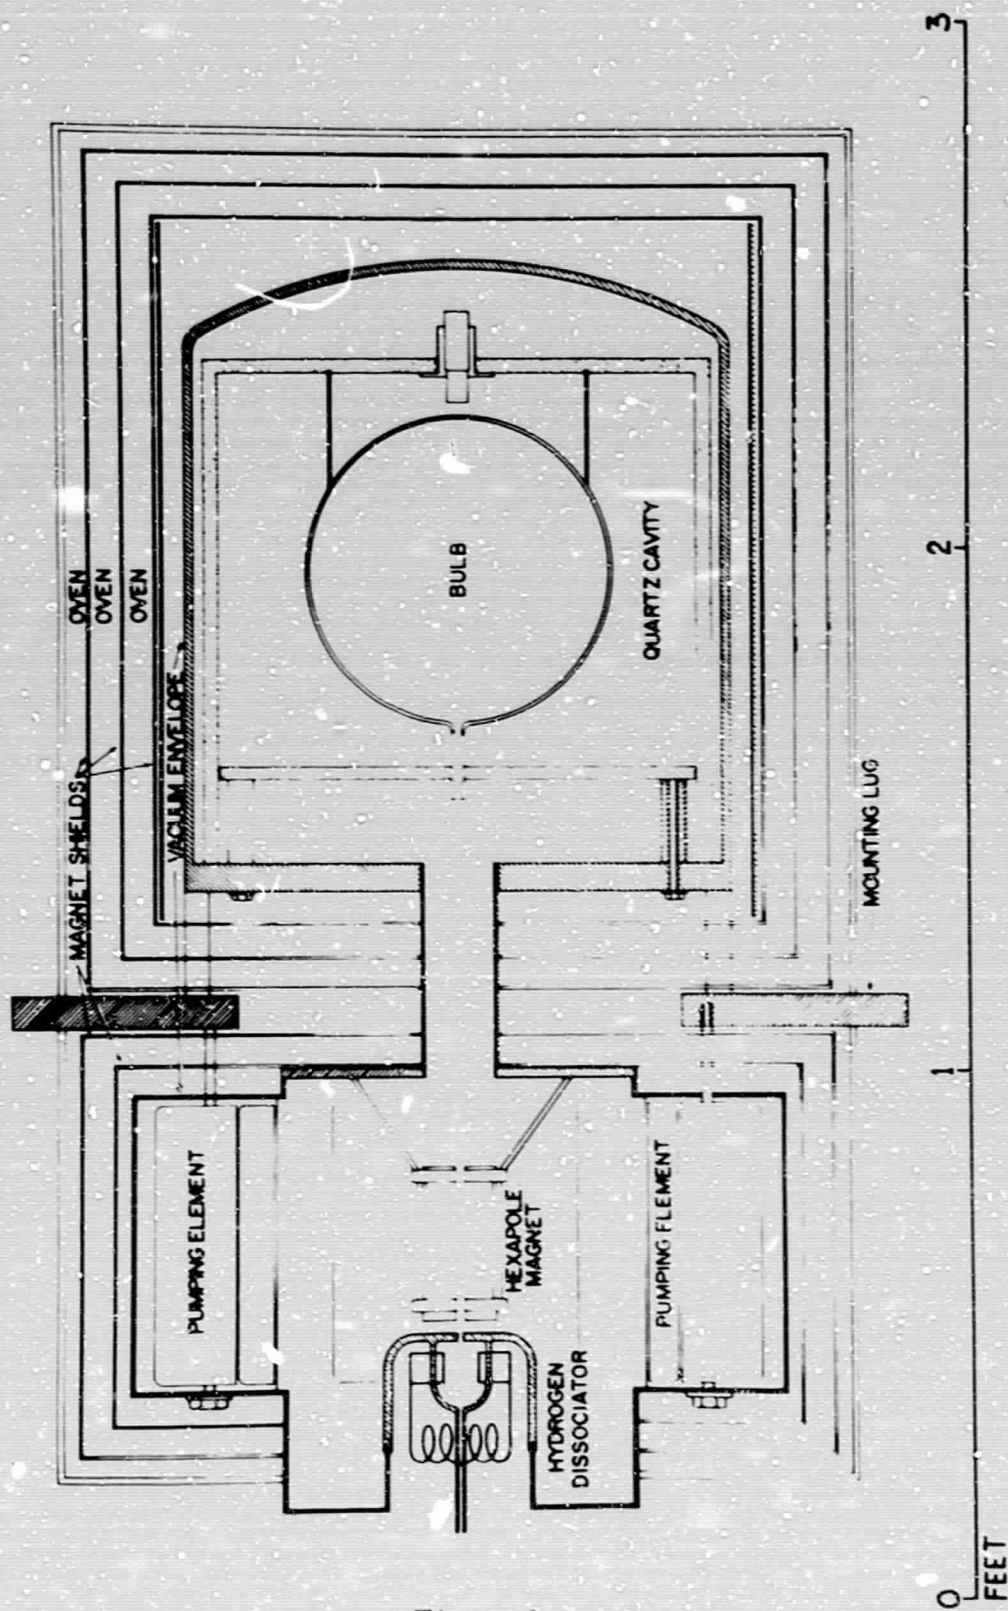 OVEN
OVEN
OVEN
MAGNET SHIELDS
VACUUM ENVELOPE
BULB
QUARTZ CAVITY
MOUNTING LUG
PUMPING ELEMENT
HEXAPOLE
MAGNET
PUMPING FLEMENT
HYDROGEN
DISSOCIATOR
0
1
2
3
FEET